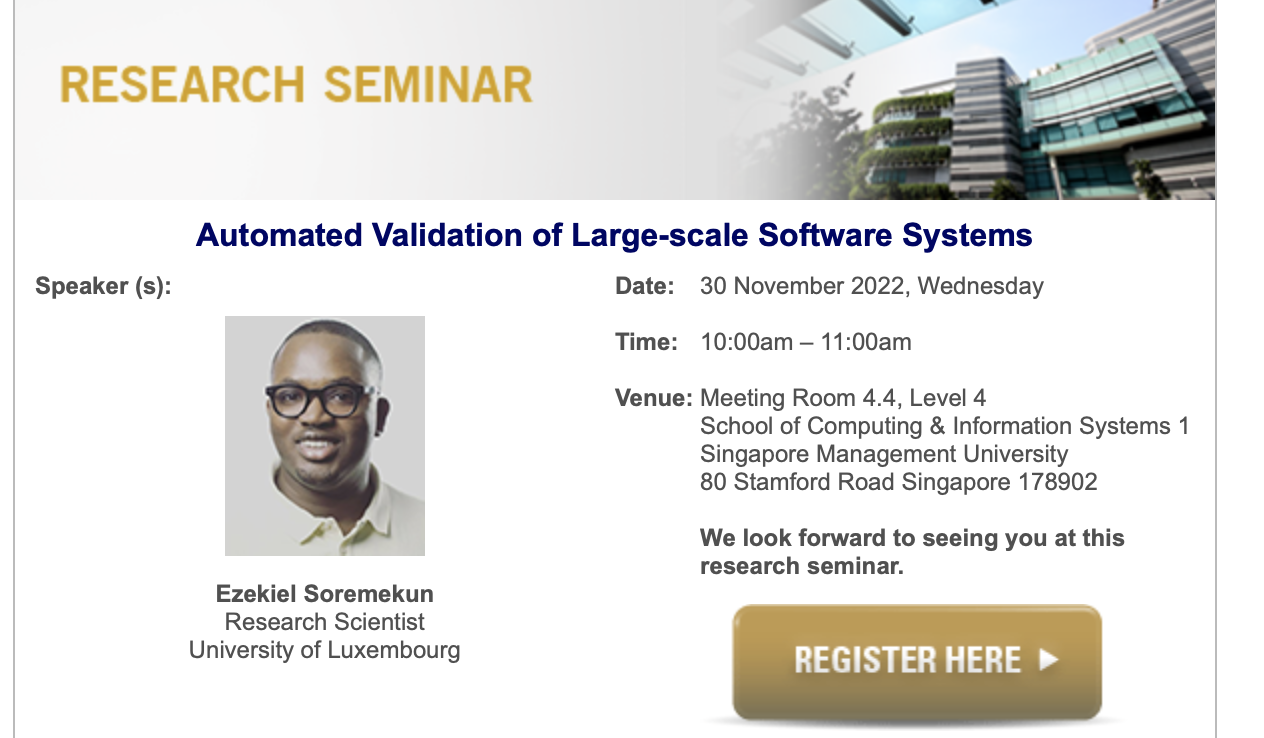 RESEARCH SEMINAR
Automated Validation of Large-scale Software Systems
Speaker (s):
Ezekiel Soremekun
Research Scientist
University of Luxembourg
Date: 30 November 2022, Wednesday
Time: 10:00am – 11:00am
Venue: Meeting Room 4.4, Level 4
School of Computing & Information Systems 1
Singapore Management University
80 Stamford Road Singapore 178902
We look forward to seeing you at this
research seminar.
REGISTER HERE